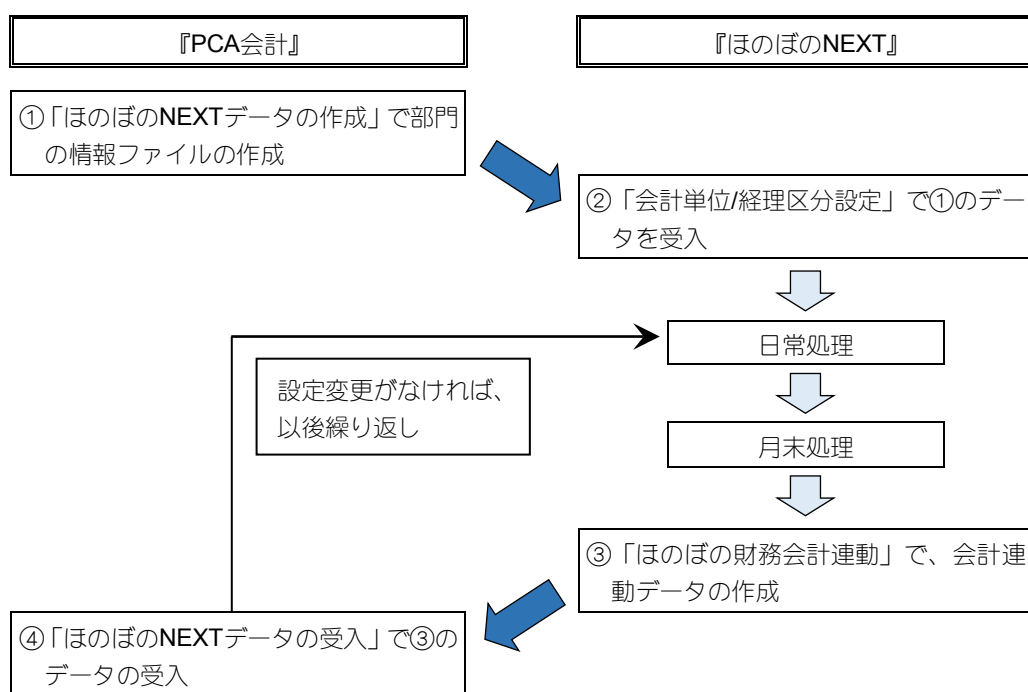 『PCA会計』
『ほのぼのNEXT』
①「ほのぼのNEXTデータの作成」で部門
の情報ファイルの作成
②「会計単位/経理区分設定」で①のデー
タを受入
日常処理
設定変更がなければ、
以後繰り返し
月末処理
③「ほのぼの財務会計連動」で、会計連
動データの作成
④「ほのぼのNEXTデータの受入」で③の
データの受入